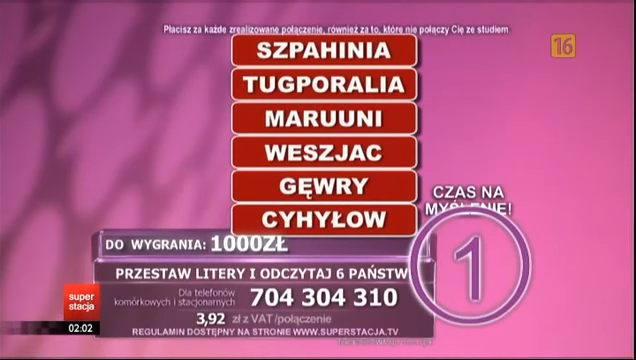 Płacisz za każde zrealizowane połączenie, również za to, które nie połączy Cię ze studiem
16
SZPAHINIA
TUGPORALIA
MARUUNI
WESZJAC
GĘWRY
CYHYŁOW
CZAS NA
MYŚLENIE!
1
DO WYGRANIA: 1000ZŁ
PRZESTAW LITERY I ODCZYTAJ 6 PAŃSTW
Dla telefonów
komórkowych i stacjonarnych 704 304 310
3,92 zł z VAT/połączenie
REGULAMIN DOSTĘPNY NA STRONIE WWW.SUPERSTACJA.TV
super
stacja
02:02